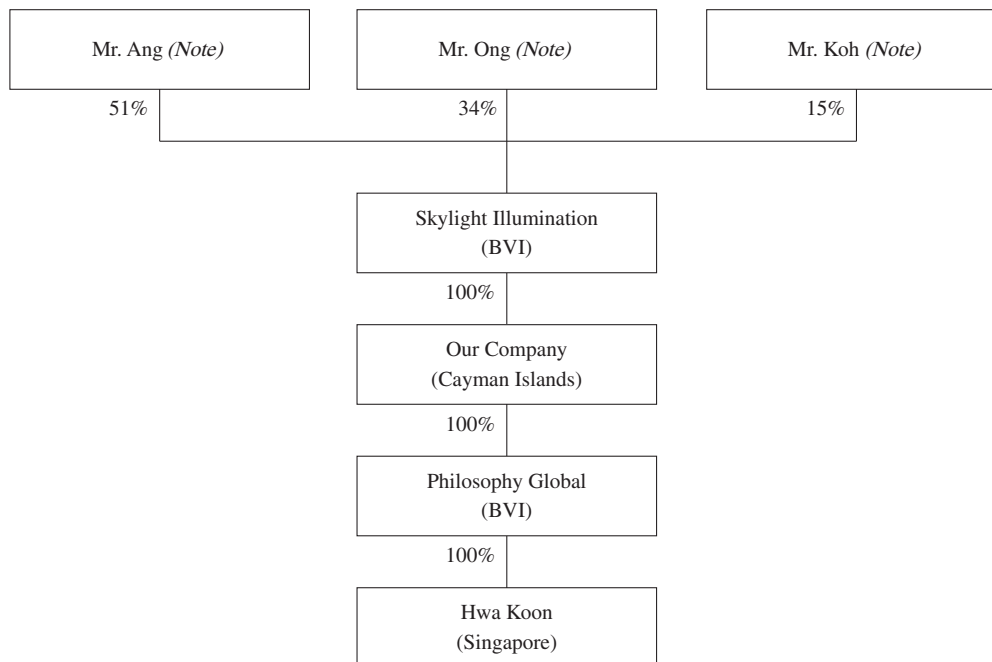 Mr. Ang (Note)
Mr. Ong (Note)
Mr. Koh (Note)
51%
34%
15%
Skylight Illumination
(BVI)
100%
Our Company
(Cayman Islands)
100%
Philosophy Global
(BVI)
100%
Hwa Koon
(Singapore)